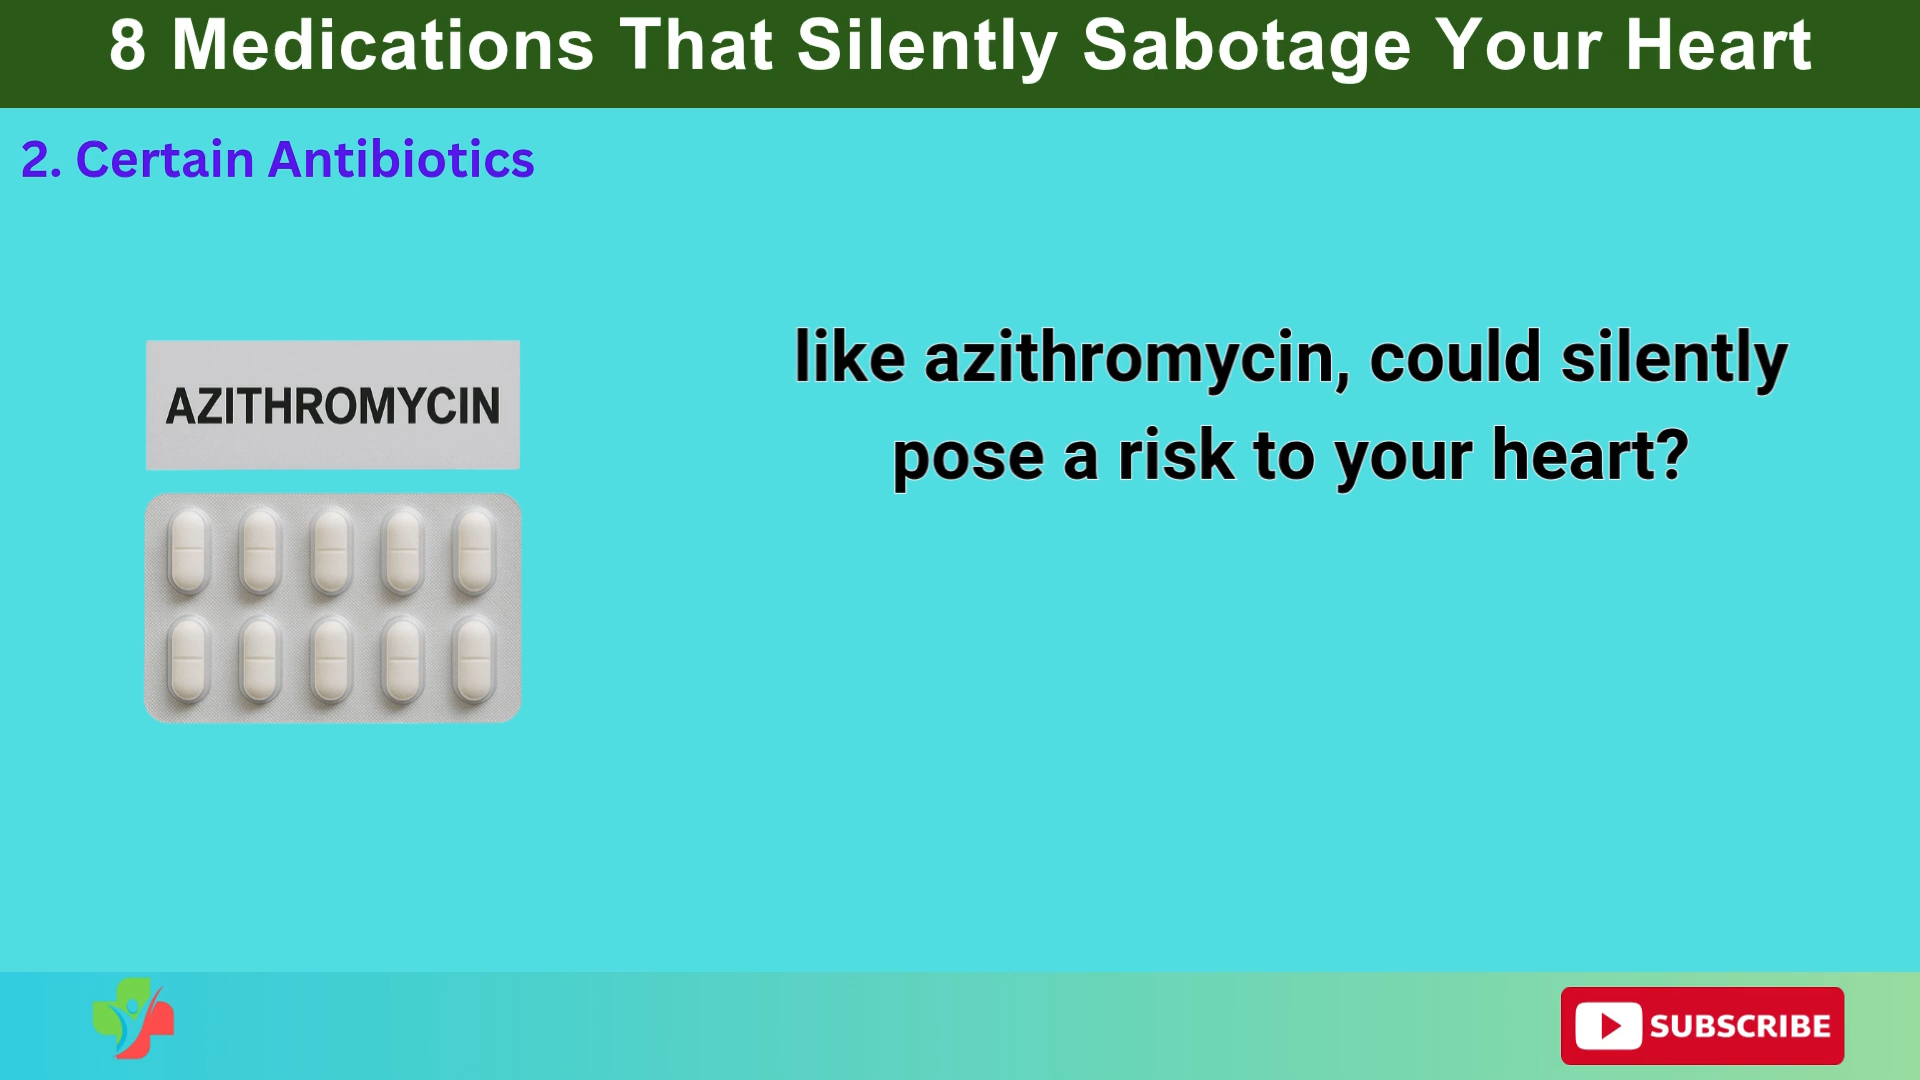 8 Medications That Silently Sabotage Your Heart
2. Certain Antibiotics
AZITHROMYCIN
like azithromycin, could silently
pose a risk to your heart?
SUBSCRIBE